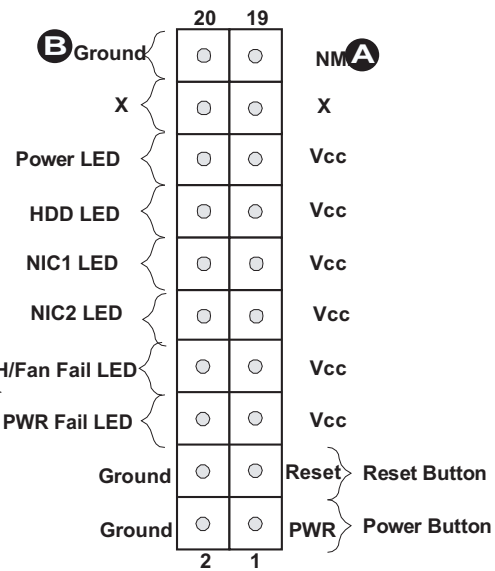 20 19
B Ground NM A
X X
Power LED Vcc
HDD LED Vcc
NIC1 LED Vcc
NIC2 LED Vcc
H/Fan Fail LED Vcc
PWR Fail LED Vcc
Ground Reset Reset Button
Ground PWR Power Button
2 1